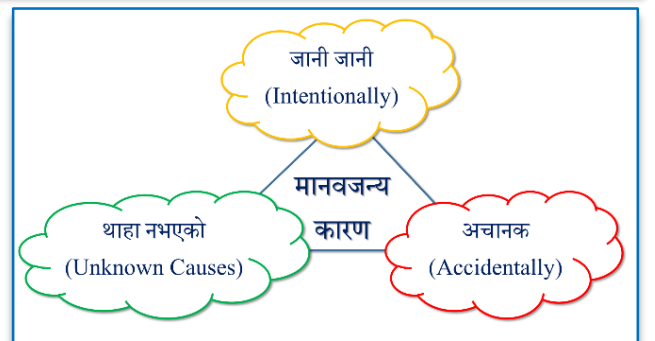 जानी जानी
(Intentionally)
मानवजन्य
कारण
थाहा नभएको
(Unknown Causes)
अचानक
(Accidentally)